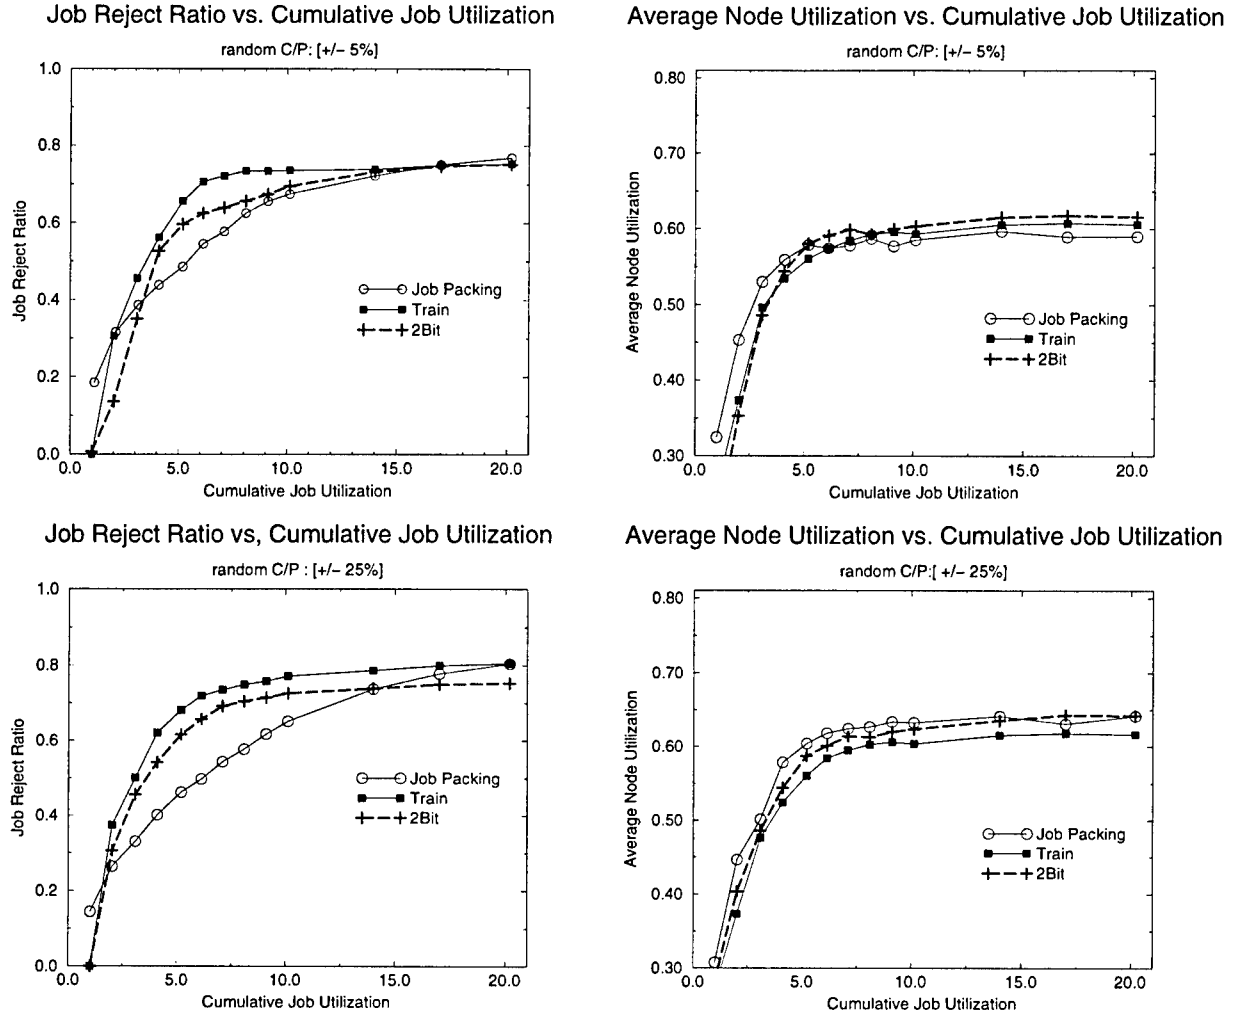 Job Reject Ratio vs. Cumulative Job Utilization
random C/P: [+/– 5%]
1.0
0.8
0.6
0.4
0.2
0.0
Job Reject Ratio
Job Packing
Train
2Bit
0.0 5.0 10.0 15.0 20.0
Cumulative Job Utilization
Average Node Utilization vs. Cumulative Job Utilization
random C/P: [+/– 5%]
0.80
0.70
0.60
0.50
0.40
0.30
Average Node Utilization
Job Packing
Train
2Bit
0.0 5.0 10.0 15.0 20.0
Cumulative Job Utilization
Job Reject Ratio vs, Cumulative Job Utilization
random C/P : [+/– 25%]
1.0
0.8
0.6
0.4
0.2
0.0
Job Reject Ratio
Job Packing
Train
2Bit
0.0 5.0 10.0 15.0 20.0
Cumulative Job Utilization
Average Node Utilization vs. Cumulative Job Utilization
random C/P:[ +/– 25%]
0.80
0.70
0.60
0.50
0.40
0.30
Average Node Utilization
Job Packing
Train
2Bit
0.0 5.0 10.0 15.0 20.0
Cumulative Job Utilization